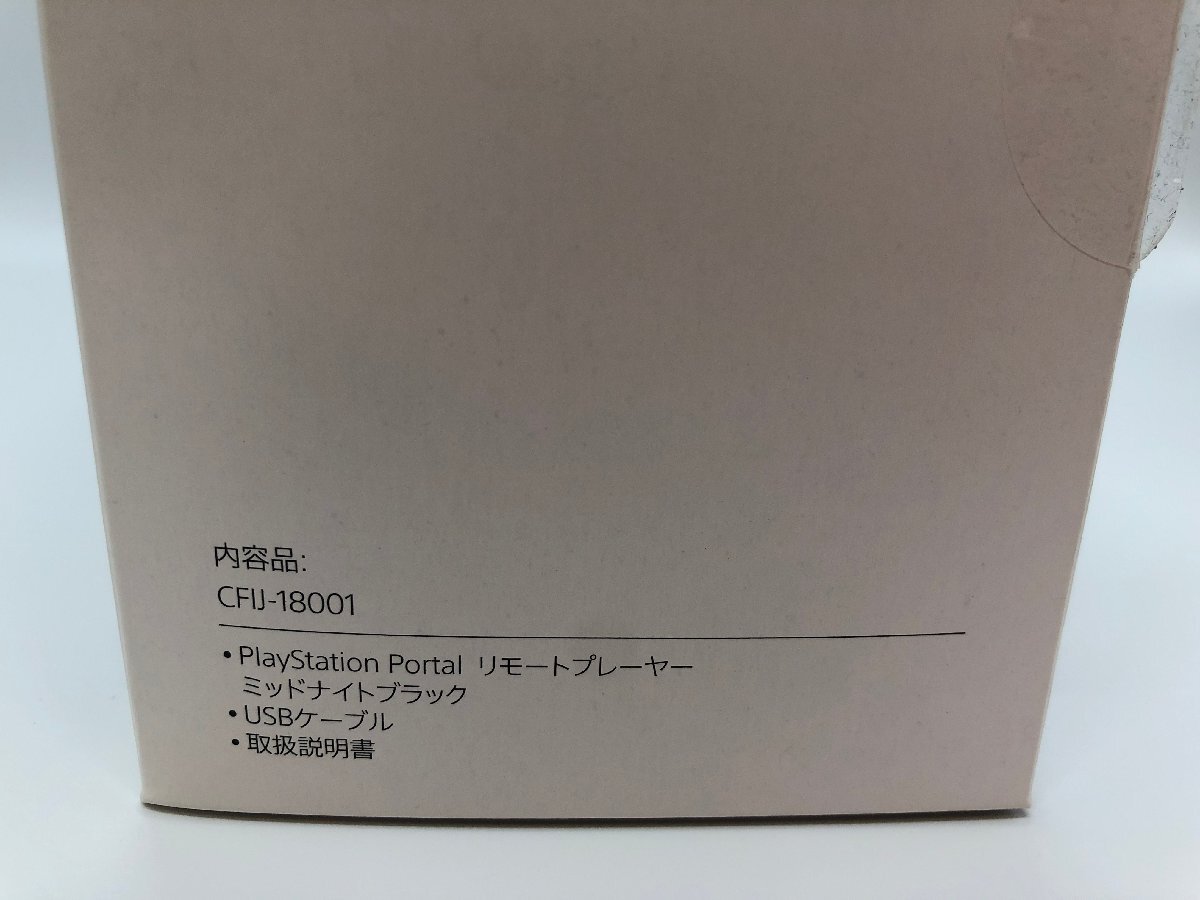 内容品:
CFIJ-18001
• PlayStation Portal リモートプレーヤー
ミッドナイトブラック
• USBケーブル
• 取扱説明書